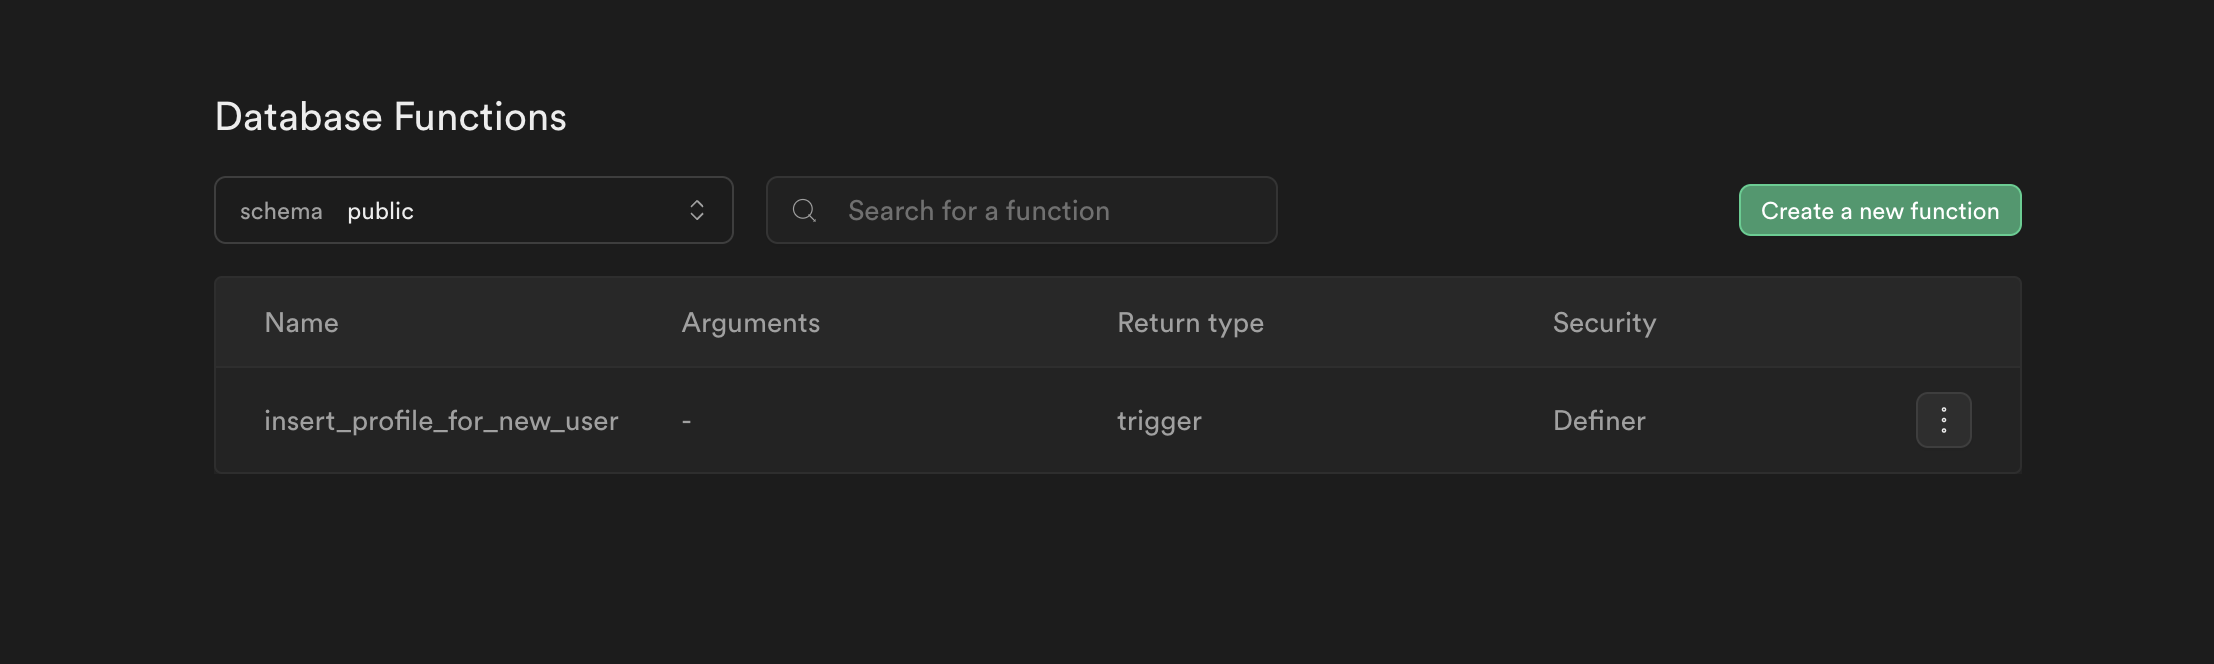 Database Functions
schema public
Search for a function
Create a new function
Name Arguments Return type Security
insert_profile_for_new_user - trigger Definer